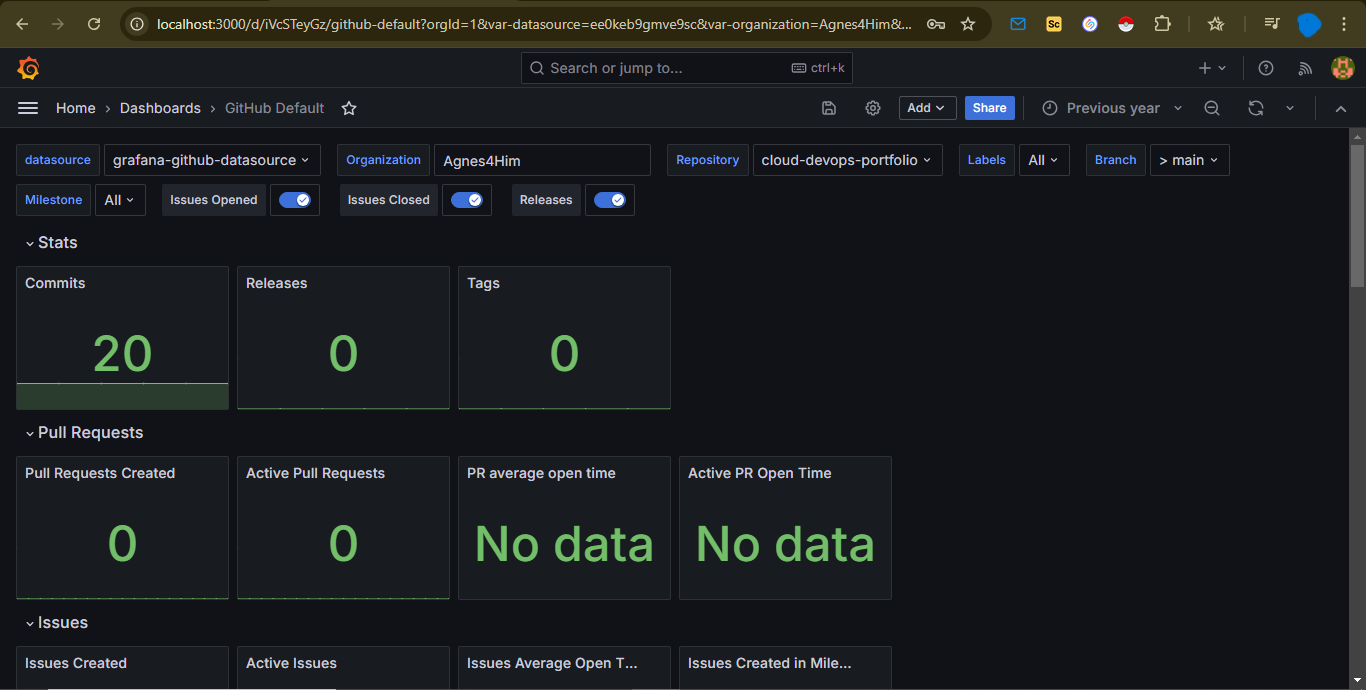 localhost:3000/d/iVcSTeyGz/github-default?orgId=1&var-datasource=ee0keb9gmve9sc&var-organization=Agnes4Him&...
Sc
Search or jump to... ctrl+k
Home > Dashboards > GitHub Default Add Share Previous year
datasource grafana-github-datasource Organization Agnes4Him Repository cloud-devops-portfolio Labels All Branch > main
Milestone All Issues Opened Issues Closed Releases
Stats
Commits Releases Tags
20 0 0
Pull Requests
Pull Requests Created Active Pull Requests PR average open time Active PR Open Time
0 0 No data No data
Issues
Issues Created Active Issues Issues Average Open T... Issues Created in Mile...